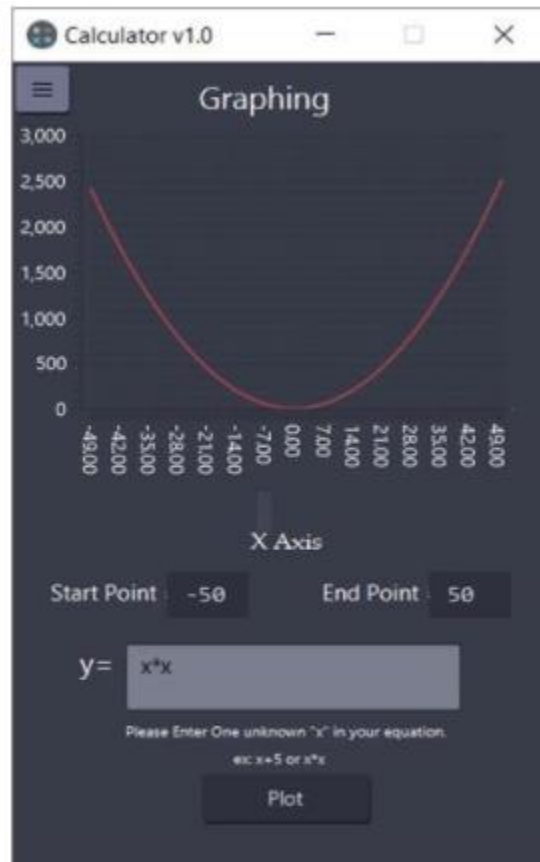 Calculator v1.0
Graphing
3,000
2,500
2,000
1,500
1,000
500
0
-49.00 -42.00 -35.00 -28.00 -21.00 -14.00 -7.00 0.00 7.00 14.00 21.00 28.00 35.00 42.00 49.00
X Axis
Start Point -50 End Point 50
y= x*x
Please Enter One unknown "x" in your equation.
ex: x+5 or x*x
Plot